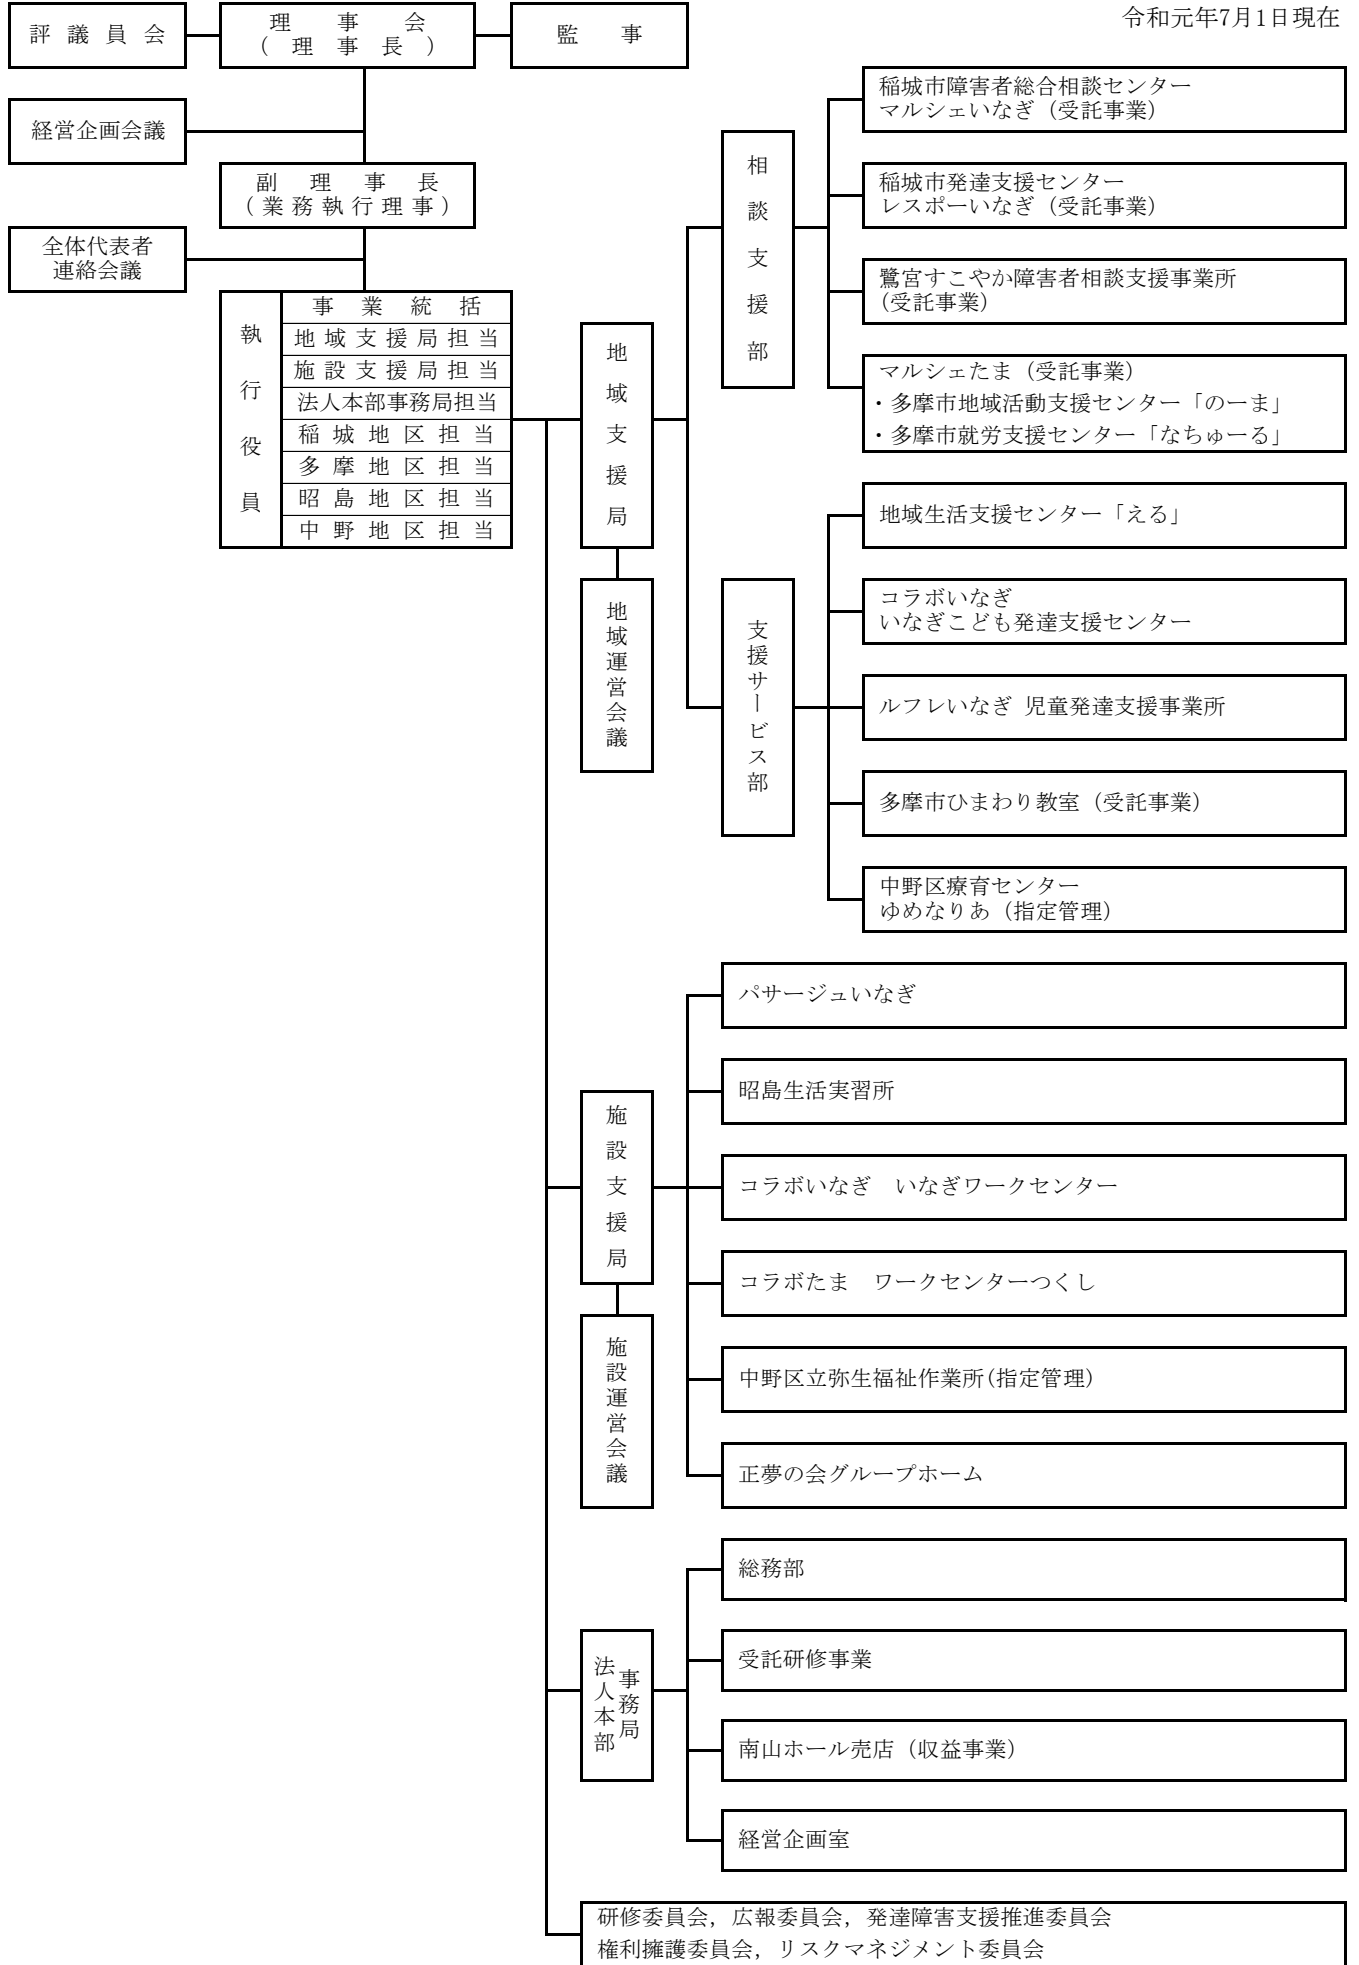 令和元年7月1日現在
評議員会
理事会
(理事長)
監事
経営企画会議
副理事長
(業務執行理事)
全体代表者
連絡会議
執行役員
事業統括
地域支援局担当
施設支援局担当
法人本部事務局担当
稲城地区担当
多摩地区担当
昭島地区担当
中野地区担当
地域支援局
地域運営会議
相談支援部
稲城市障害者総合相談センター
マルシェいなぎ（受託事業）
稲城市発達支援センター
レスポーいなぎ（受託事業）
鷺宮すこやか障害者相談支援事業所
(受託事業)
マルシェたま（受託事業）
・多摩市地域活動支援センター「のーま」
・多摩市就労支援センター「なちゅーる」
支援サービス部
地域生活支援センター「える」
コラボいなぎ
いなぎこども発達支援センター
ルフレいなぎ 児童発達支援事業所
多摩市ひまわり教室（受託事業）
中野区療育センター
ゆめなりあ（指定管理）
施設支援局
施設運営会議
パサージュいなぎ
昭島生活実習所
コラボいなぎ　いなぎワークセンター
コラボたま　ワークセンターつくし
中野区立弥生福祉作業所(指定管理)
正夢の会グループホーム
法人本部
事務局
総務部
受託研修事業
南山ホール売店（収益事業）
経営企画室
研修委員会，広報委員会，発達障害支援推進委員会
権利擁護委員会，リスクマネジメント委員会